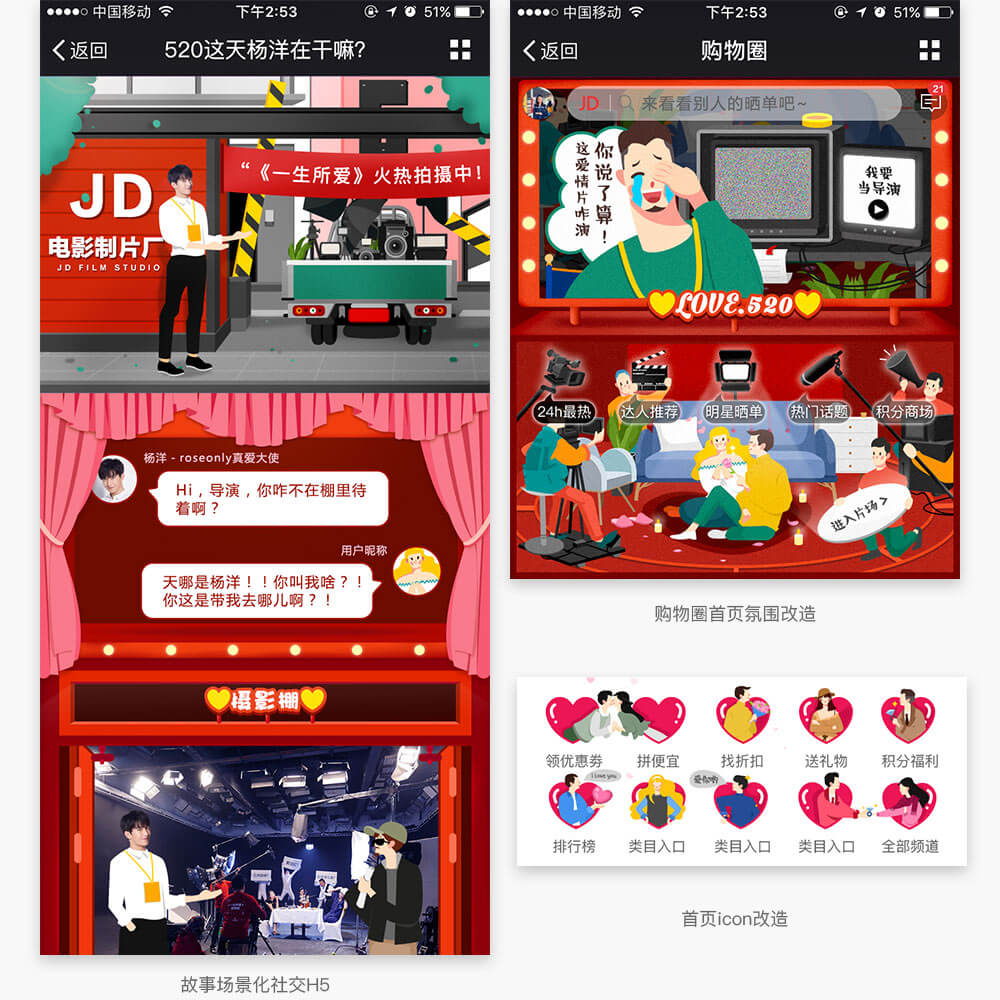 中国移动
下午2:53
51%
返回
520这天杨洋在干嘛?
JD
电影制片厂
JD FILM STUDIO
“《一生所爱》火热拍摄中!
杨洋 - roseonly真爱大使
Hi，导演，你咋不在棚里待
着啊？
用户昵称
天哪是杨洋！！你叫我啥？！
你这是带我去哪儿啊？！
摄影棚
故事场景化社交H5
中国移动
下午2:53
51%
返回
购物圈
JD
来看看别人的晒单吧~
21
你说了算！
这爱情片咋演
我要
当导演
LOVE.520
24h最热
达人推荐
明星晒单
热门话题
积分商场
进入片场>
购物圈首页氛围改造
领优惠券
拼便宜
找折扣
送礼物
积分福利
I love you
爱你哟
排行榜
类目入口
类目入口
类目入口
全部频道
首页icon改造